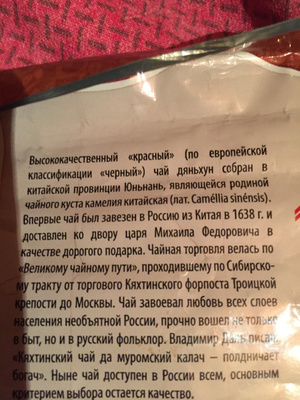 Высококачественный «красный» (по европейской
классификации «черный») чай дяньхун собран в
китайской провинции Юньнань, являющейся родиной
чайного куста камелия китайская (лат. Caméllia sinénsis).
Впервые чай был завезен в Россию из Китая в 1638 г. и
доставлен ко двору царя Михаила Федоровича в
качестве дорогого подарка. Чайная торговля велась по
«Великому чайному пути», проходившему по Сибирско-
му тракту от торгового Кяхтинского форпоста Троицкой
крепости до Москвы. Чай завоевал любовь всех слоев
населения необъятной России, прочно вошел не только
в быт, но и в русский фольклор. Владимир Даль писал:
«Кяхтинский чай да муромский калач – полдничает
богач». Ныне чай доступен в России всем, основным
критерием выбора остается качество.